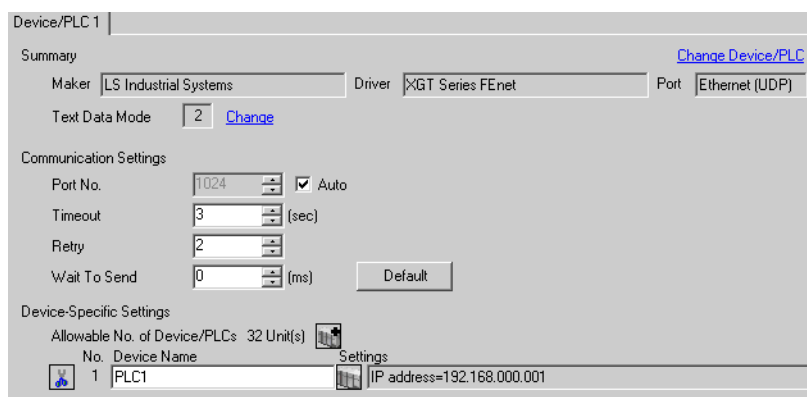 Device/PLC 1
Summary Change Device/PLC
Maker LS Industrial Systems Driver XGT Series FEnet Port Ethernet (UDP)
Text Data Mode 2 Change
Communication Settings
Port No. 1024 Auto
Timeout 3 (sec)
Retry 2
Wait To Send 0 (ms) Default
Device-Specific Settings
Allowable No. of Device/PLCs 32 Unit(s)
No. Device Name Settings
1 PLC1 IP address=192.168.000.001